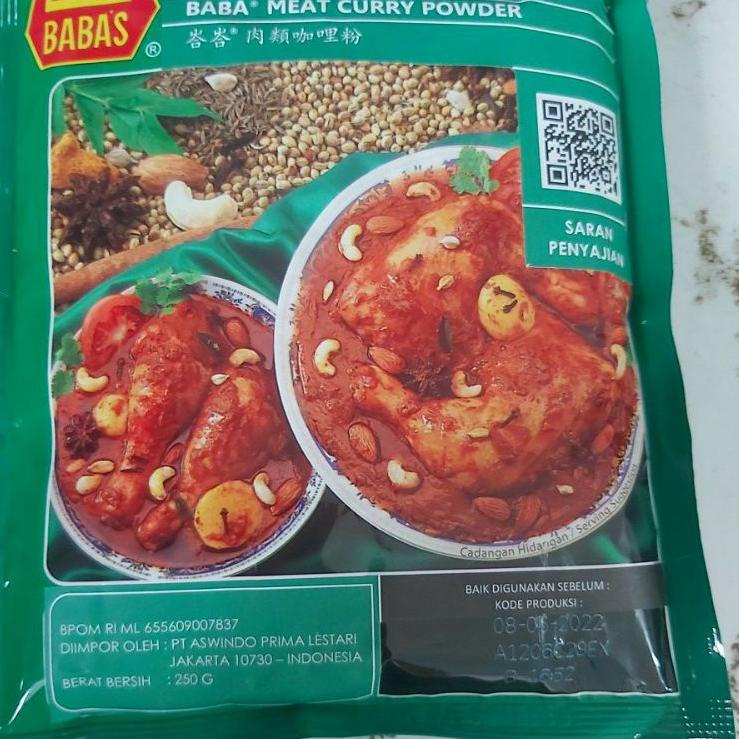 BABA'S ®
BABA® MEAT CURRY POWDER
峇峇® 肉類咖哩粉
SARAN
PENYAJIAN
Cadangan Hidangan / Serving Suggestion
BPOM RI ML 655609007837
DIIMPOR OLEH : PT ASWINDO PRIMA LESTARI
JAKARTA 10730 – INDONESIA
BERAT BERSIH : 250 G
BAIK DIGUNAKAN SEBELUM :
KODE PRODUKSI :